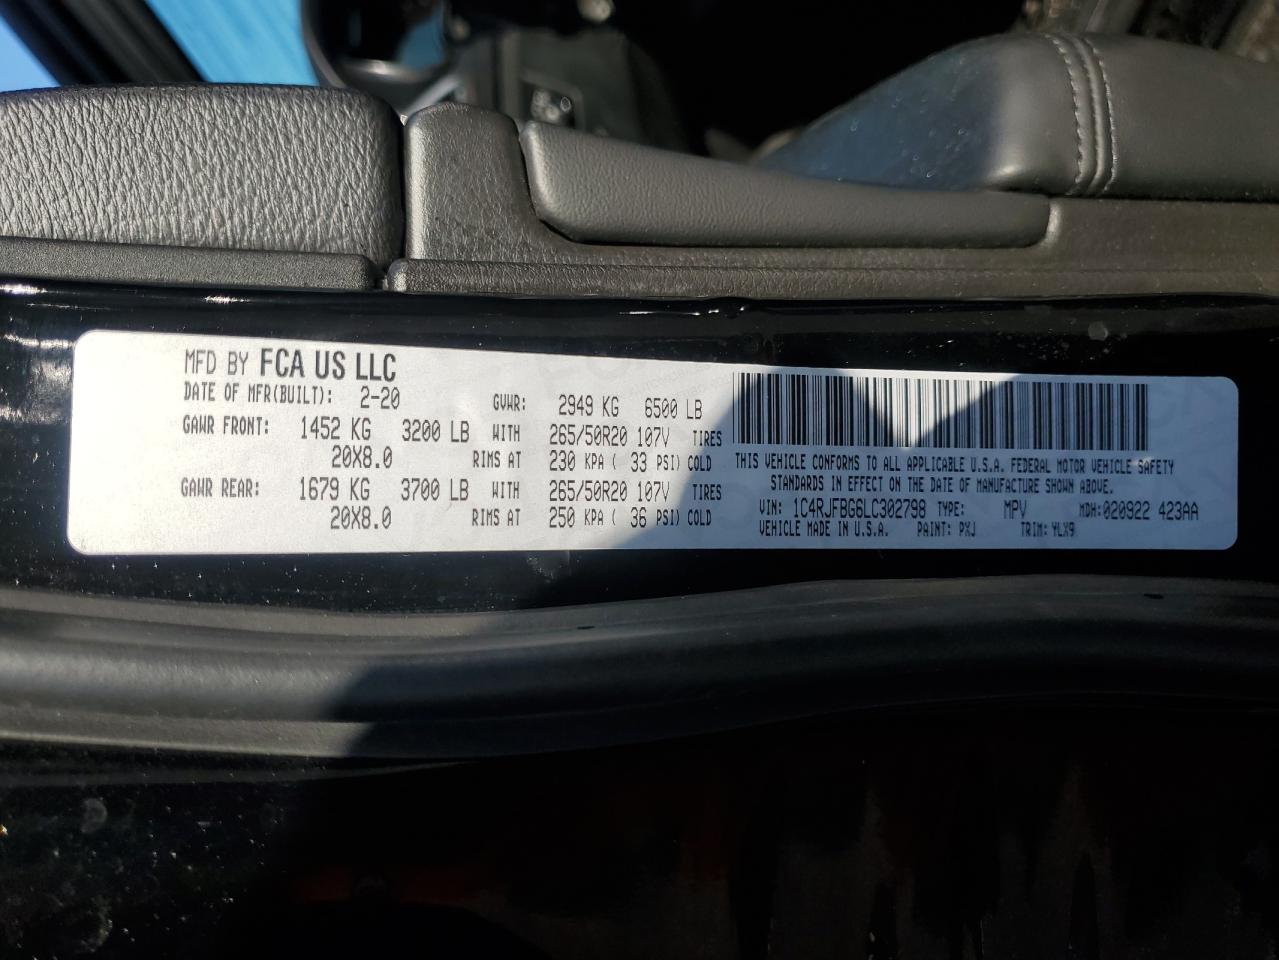 MFD BY FCA US LLC
DATE OF MFR(BUILT): 2-20 GVWR: 2949 KG 6500 LB
GAWR FRONT: 1452 KG 3200 LB WITH 265/50R20 107V TIRES
20X8.0 RIMS AT 230 KPA ( 33 PSI) COLD
GAWR REAR: 1679 KG 3700 LB WITH 265/50R20 107V TIRES
20X8.0 RIMS AT 250 KPA ( 36 PSI) COLD
THIS VEHICLE CONFORMS TO ALL APPLICABLE U.S.A. FEDERAL MOTOR VEHICLE SAFETY
STANDARDS IN EFFECT ON THE DATE OF MANUFACTURE SHOWN ABOVE.
VIN: 1C4RJFBG6LC302798 TYPE: MPV MDH: 020922 423AA
VEHICLE MADE IN U.S.A. PAINT: PXJ TRIM: YLX9